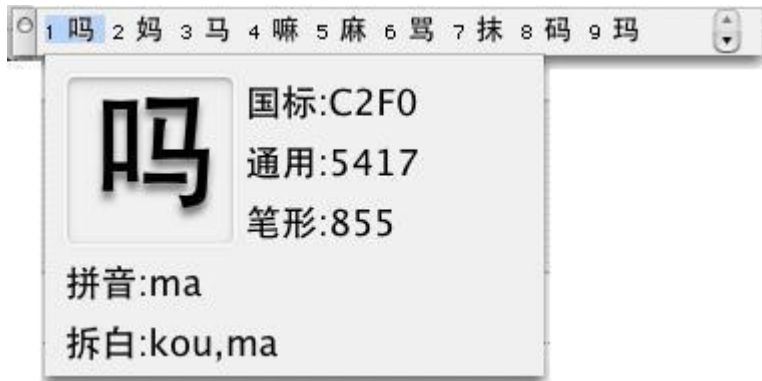 1 吗 2 妈 3 马 4 嘛 5 麻 6 骂 7 抹 8 码 9 玛
吗
国标:C2F0
通用:5417
笔形:855
拼音:ma
拆白:kou,ma